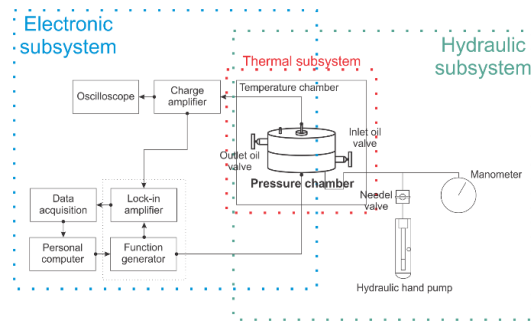 Electronic
subsystem
Hydraulic
subsystem
Thermal subsystem
Temperature chamber
Oscilloscope
Charge
amplifier
Inlet oil
valve
Outlet oil
valve
Pressure chamber
Manometer
Needel
valve
Data
acquisition
Lock-in
amplifier
Personal
computer
Function
generator
Hydraulic hand pump